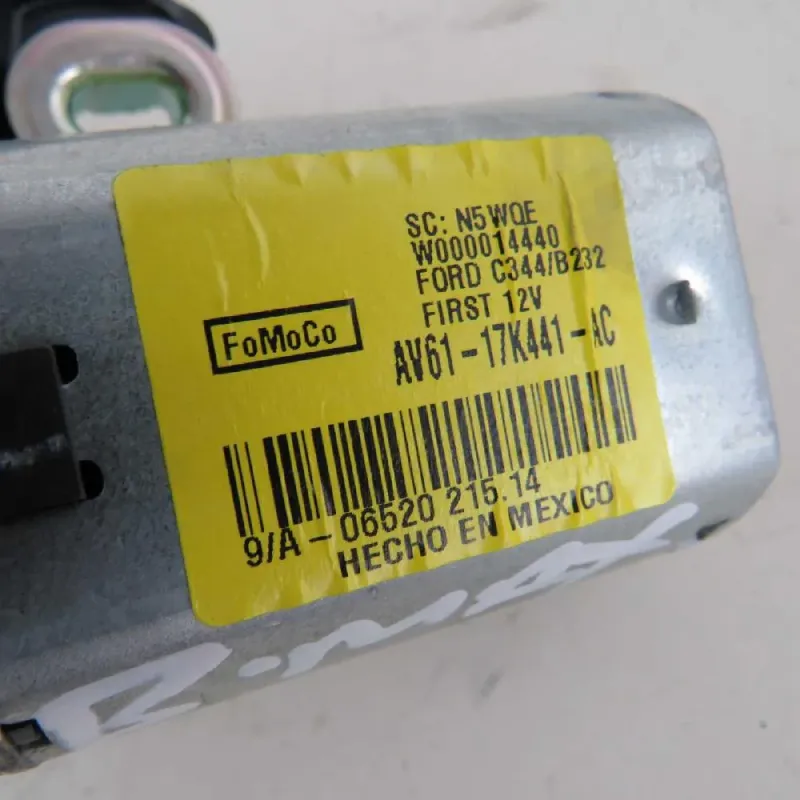 SC: N5WQE
W000014440
FORD C344/B232
FIRST 12V
FoMoCo
AV61-17K441-AC
9/A-06520 215.14
HECHO EN MEXICO